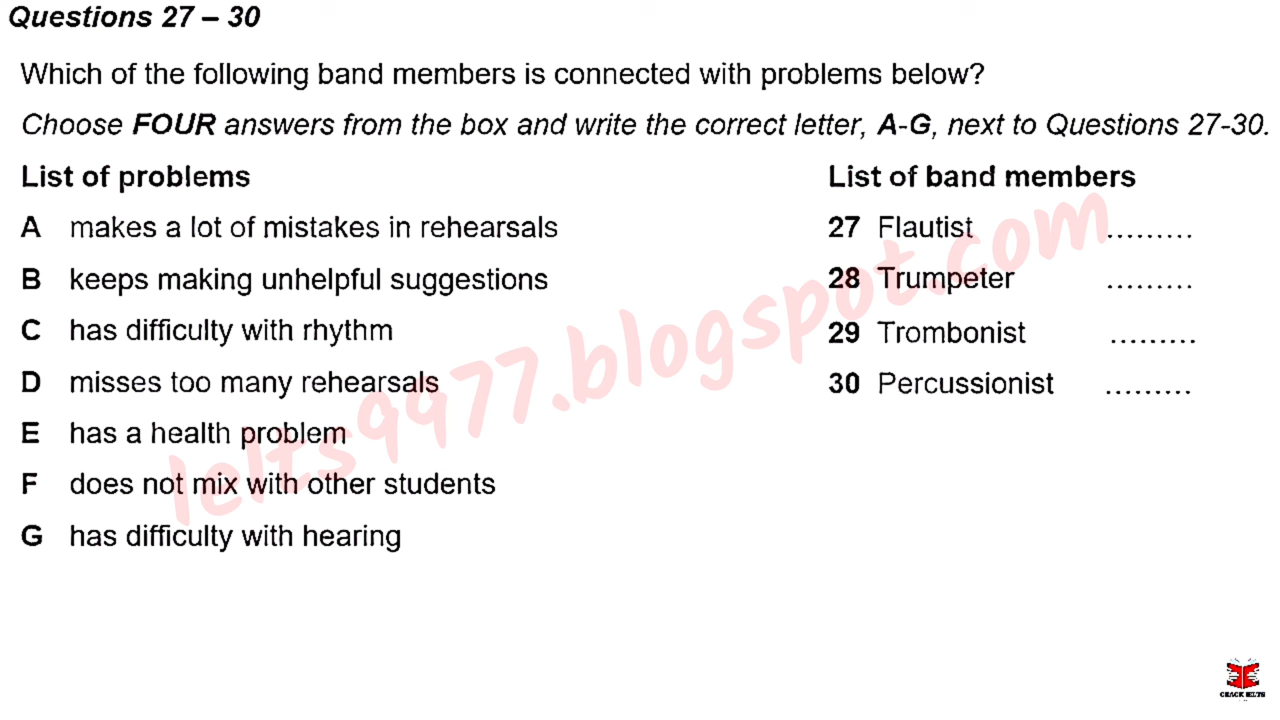 Questions 27 – 30
Which of the following band members is connected with problems below?
Choose FOUR answers from the box and write the correct letter, A-G, next to Questions 27-30.
List of problems
A makes a lot of mistakes in rehearsals
B keeps making unhelpful suggestions
C has difficulty with rhythm
D misses too many rehearsals
E has a health problem
F does not mix with other students
G has difficulty with hearing
List of band members
27 Flautist .........
28 Trumpeter .........
29 Trombonist .........
30 Percussionist .........
Ielts9977.blogspot.com
CRACK IELTS